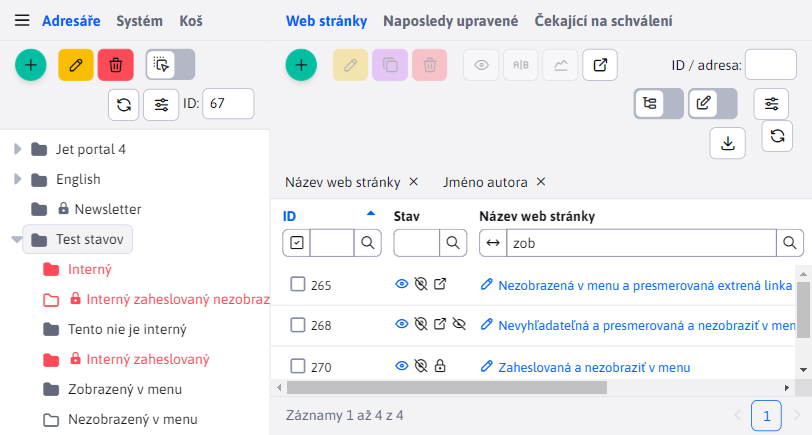 Adresáře Systém Koš
ID: 67
Jet portal 4
English
Newsletter
Test stavov
Interný
Interný zaheslovaný nezobraz
Tento nie je interný
Interný zaheslovaný
Zobrazený v menu
Nezobrazený v menu
Web stránky Naposledy upravené Čekající na schválení
A|B ID / adresa:
Název web stránky × Jméno autora ×
ID Stav Název web stránky
zob
265 Nezobrazená v menu a presmerovaná extrená linka
268 Nevyhľadateľná a presmerovaná a nezobraziť v men
270 Zaheslovaná a nezobraziť v menu
Záznamy 1 až 4 z 4
1